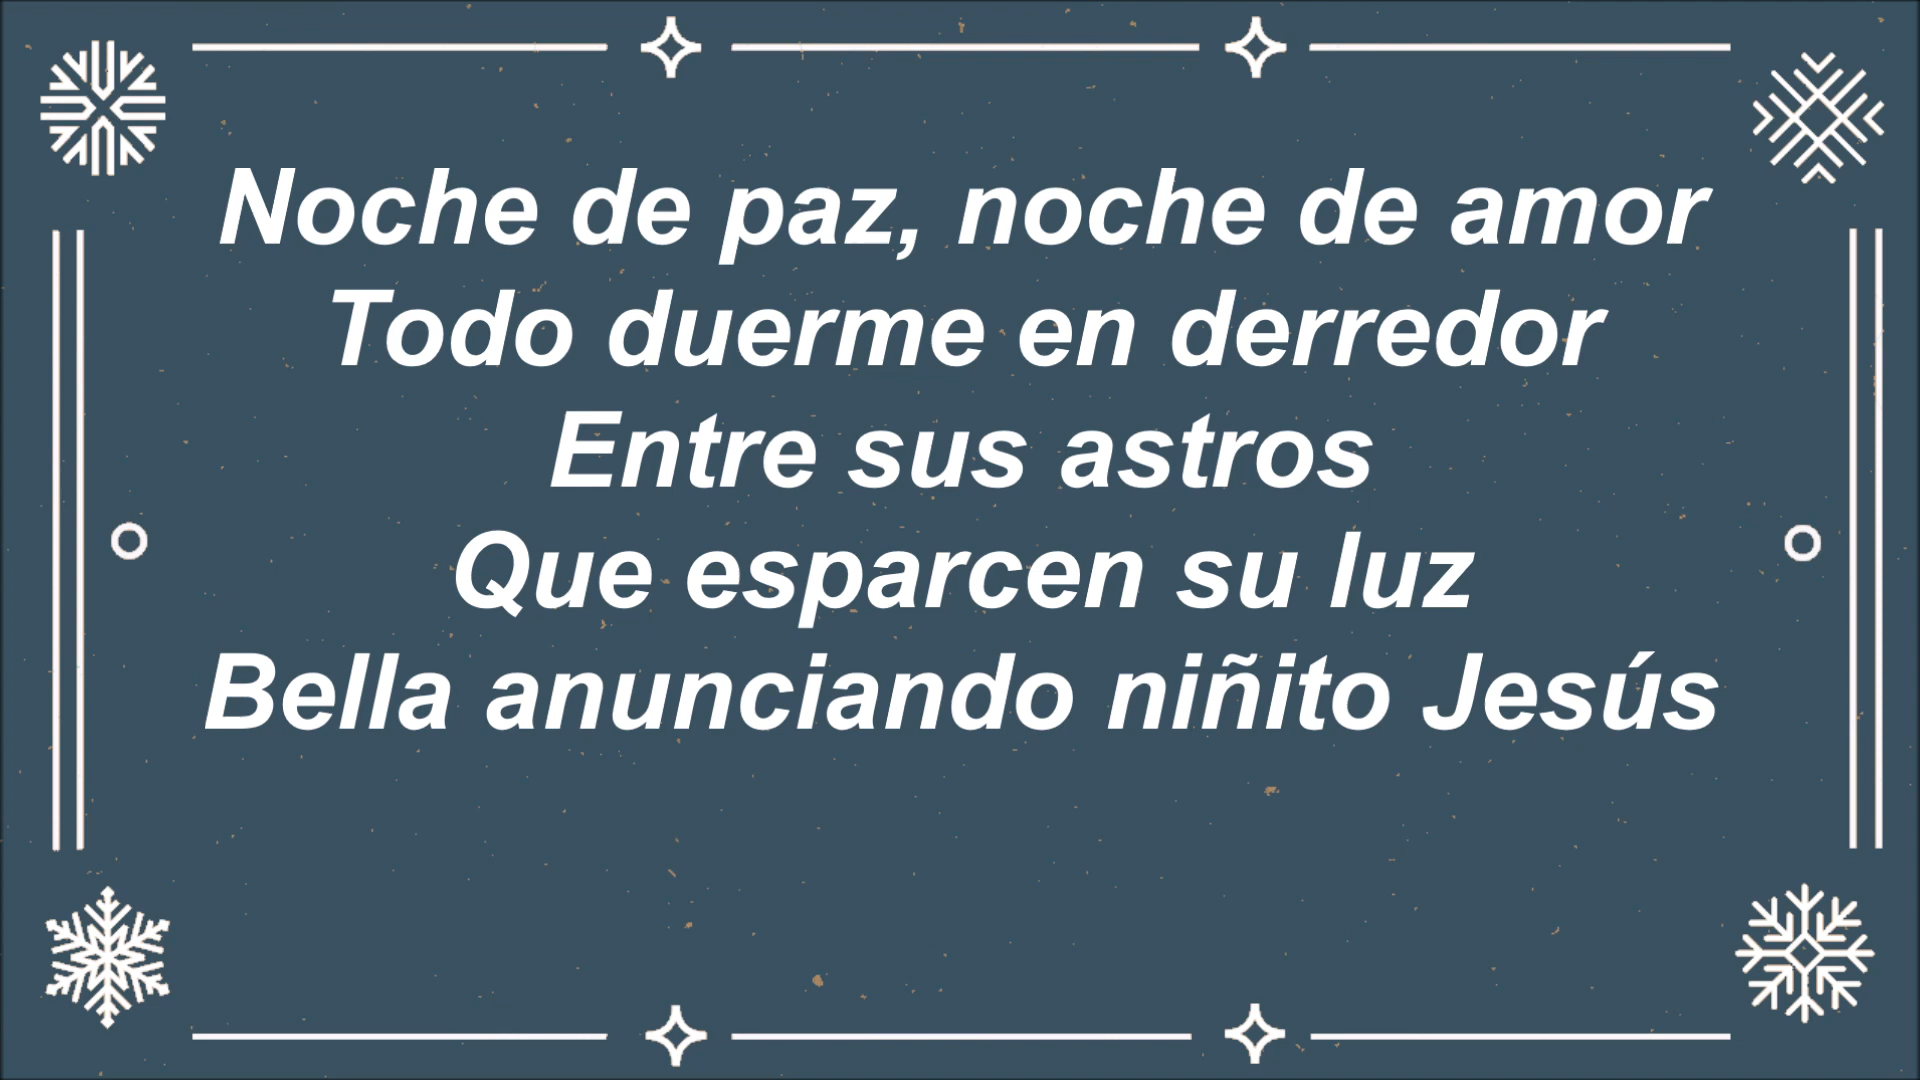 Noche de paz, noche de amor
Todo duerme en derredor
Entre sus astros
Que esparcen su luz
Bella anunciando niñito Jesús